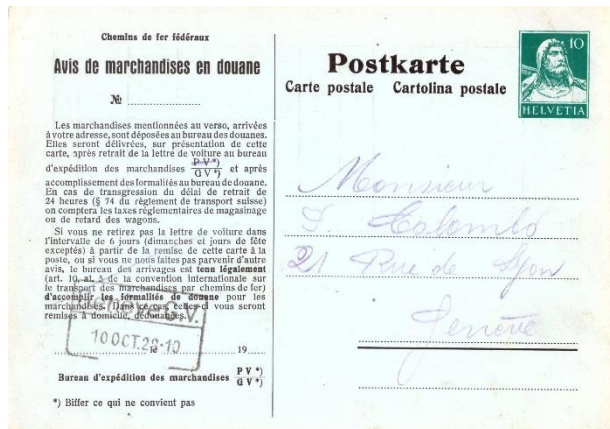 Chemins de fer fédéraux
Avis de marchandises en douane
№
Les marchandises mentionnées au verso, arrivées
à votre adresse, sont déposées au bureau des douanes.
Elles seront délivrées, sur présentation de cette
carte, après retrait de la lettre de voiture au bureau
d'expédition des marchandises P V*) G V*) et après
accomplissement des formalités au bureau de douane.
En cas de transgression du délai de retrait de
24 heures (§ 74 du règlement de transport suisse)
on comptera les taxes réglementaires de magasinage
ou de retard des wagons.
Si vous ne retirez pas la lettre de voiture dans
l'intervalle de 6 jours (dimanches et jours de fête
exceptés) à partir de la remise de cette carte à la
poste, ou si vous ne nous faites pas parvenir d'autre
avis, le bureau des arrivages est tenu légalement
(art. 10, al. 5 de la convention internationale sur
le transport des marchandises par chemins de fer)
d'accomplir les formalités de douane pour les
marchandises. Dans ce cas, celles-ci vous seront
remises à domicile, dédouanées.
G.V.
10 OCT. 29-10
le 19
Bureau d'expédition des marchandises P V*) G V*)
*) Biffer ce qui ne convient pas
Postkarte
Carte postale Cartolina postale
10
HELVETIA
Monsieur
Colombo
21 Rue de Lyon
Genève